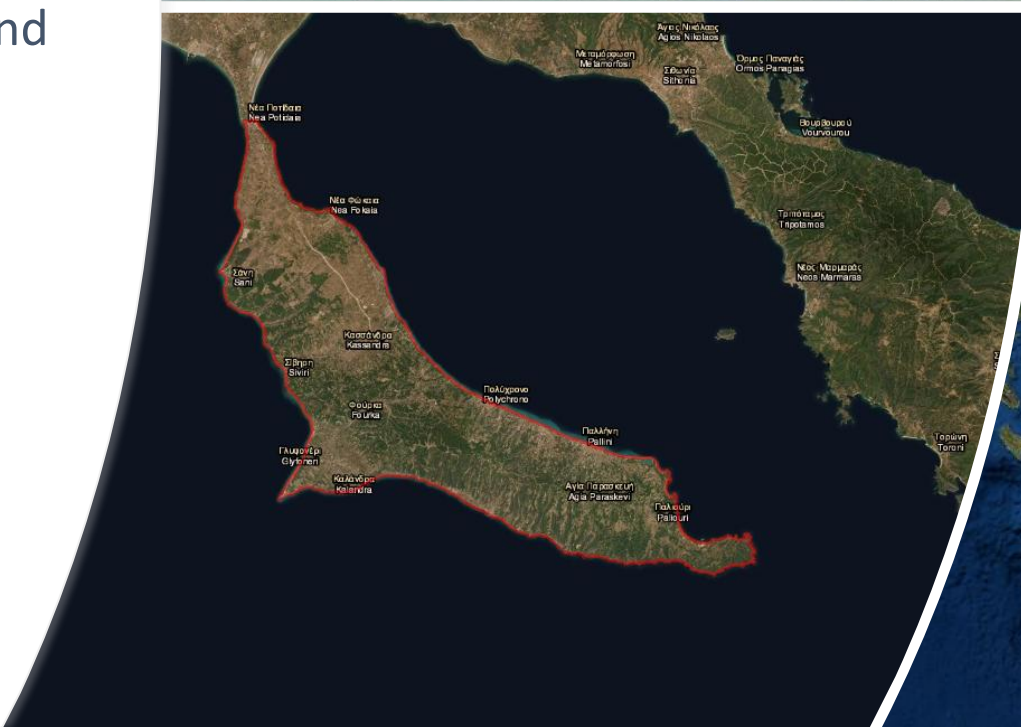 nd
Άγιος Νικόλαος
Agios Nikolaos
Μεταμόρφωση
Metamorfosi
Όρμος Παναγιάς
Ormos Panagias
Σιθωνία
Sithonia
Νέα Ποτίδαια
Nea Potidaia
Βουρβουρού
Vourvourou
Νέα Φώκαια
Nea Fokaia
Τριπόταμος
Tripotamos
Σάνη
Sani
Νέος Μαρμαράς
Neos Marmaras
Κασσάνδρα
Kassandra
Σίβηρη
Siviri
Πολύχρονο
Polychrono
Φούρκα
Fourka
Παλλήνη
Pallini
Τορώνη
Toroni
Γλυφονέρι
Glyfoneri
Καλάνδρα
Kalandra
Αγία Παρασκευή
Agia Paraskevi
Παλιούρι
Paliouri